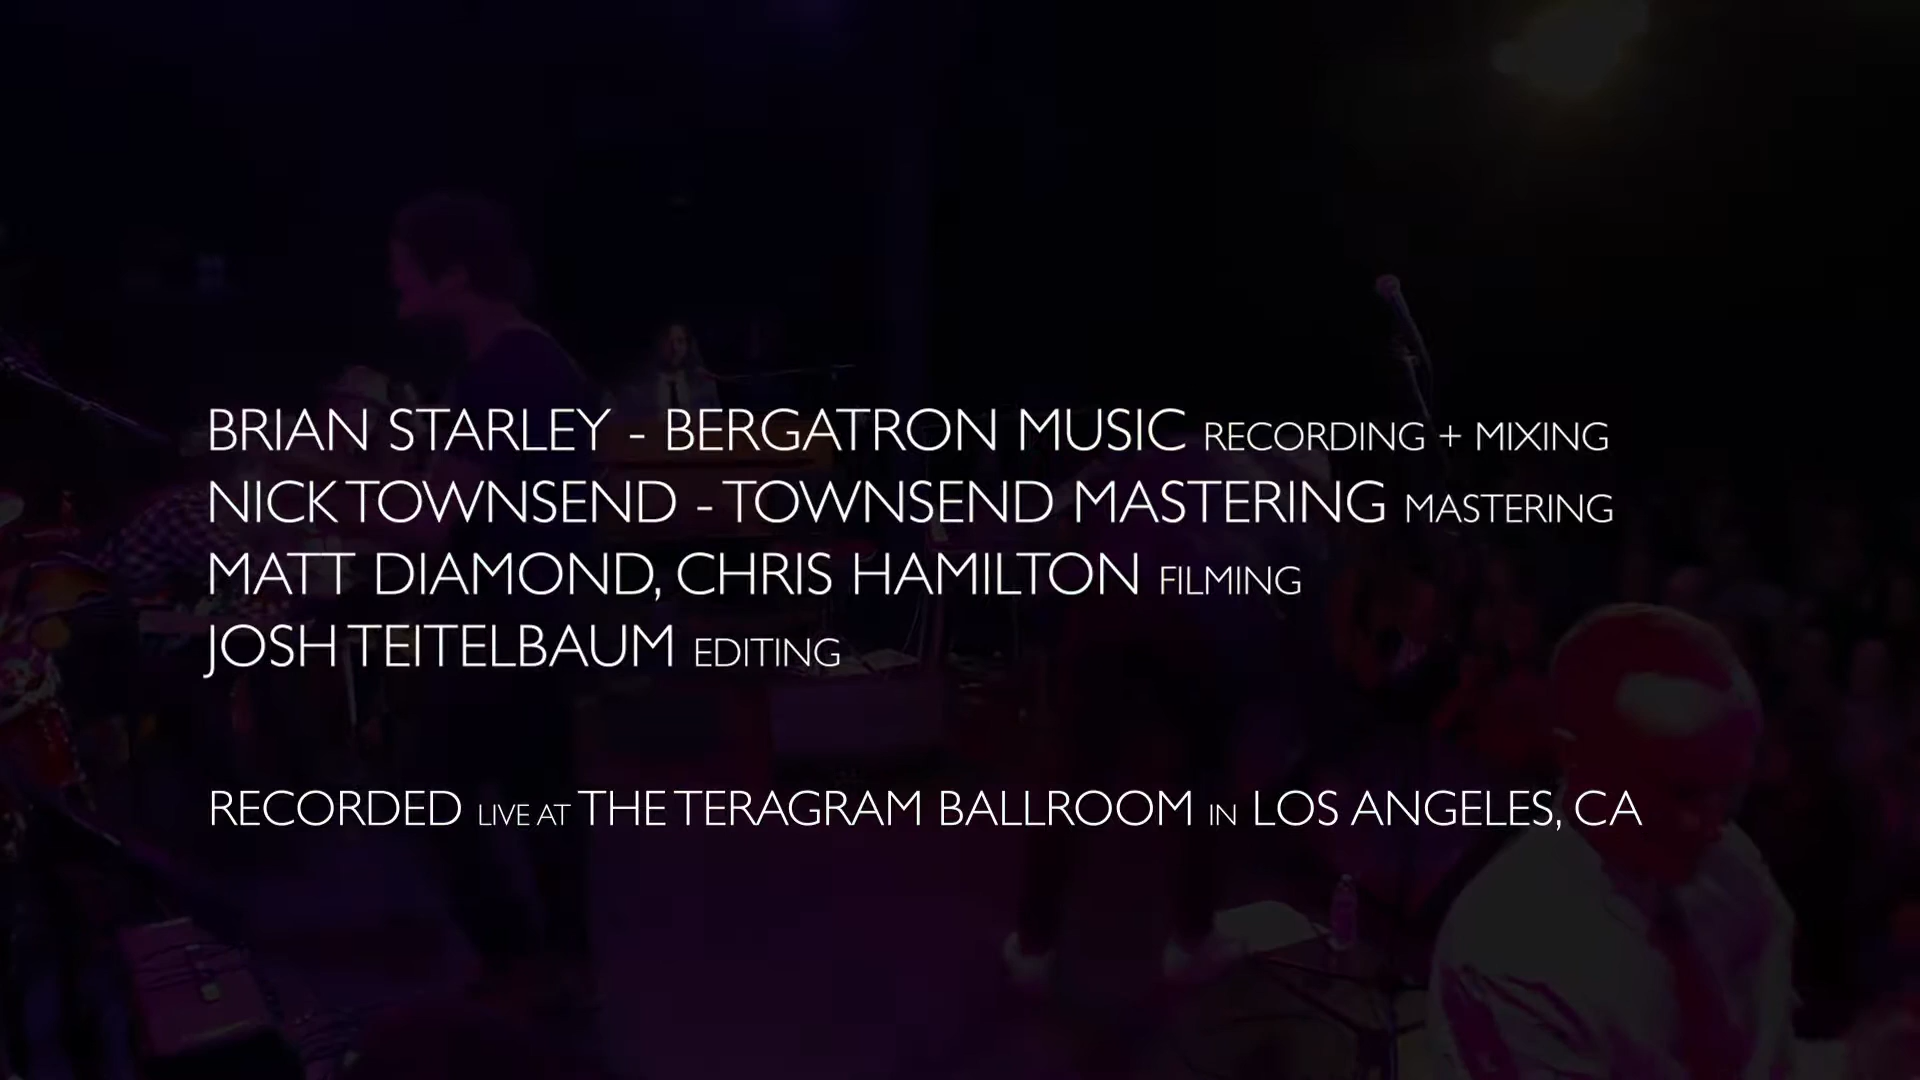 BRIAN STARLEY - BERGATRON MUSIC RECORDING + MIXING
NICK TOWNSEND - TOWNSEND MASTERING MASTERING
MATT DIAMOND, CHRIS HAMILTON FILMING
JOSH TEITELBAUM EDITING
RECORDED LIVE AT THE TERAGRAM BALLROOM IN LOS ANGELES, CA